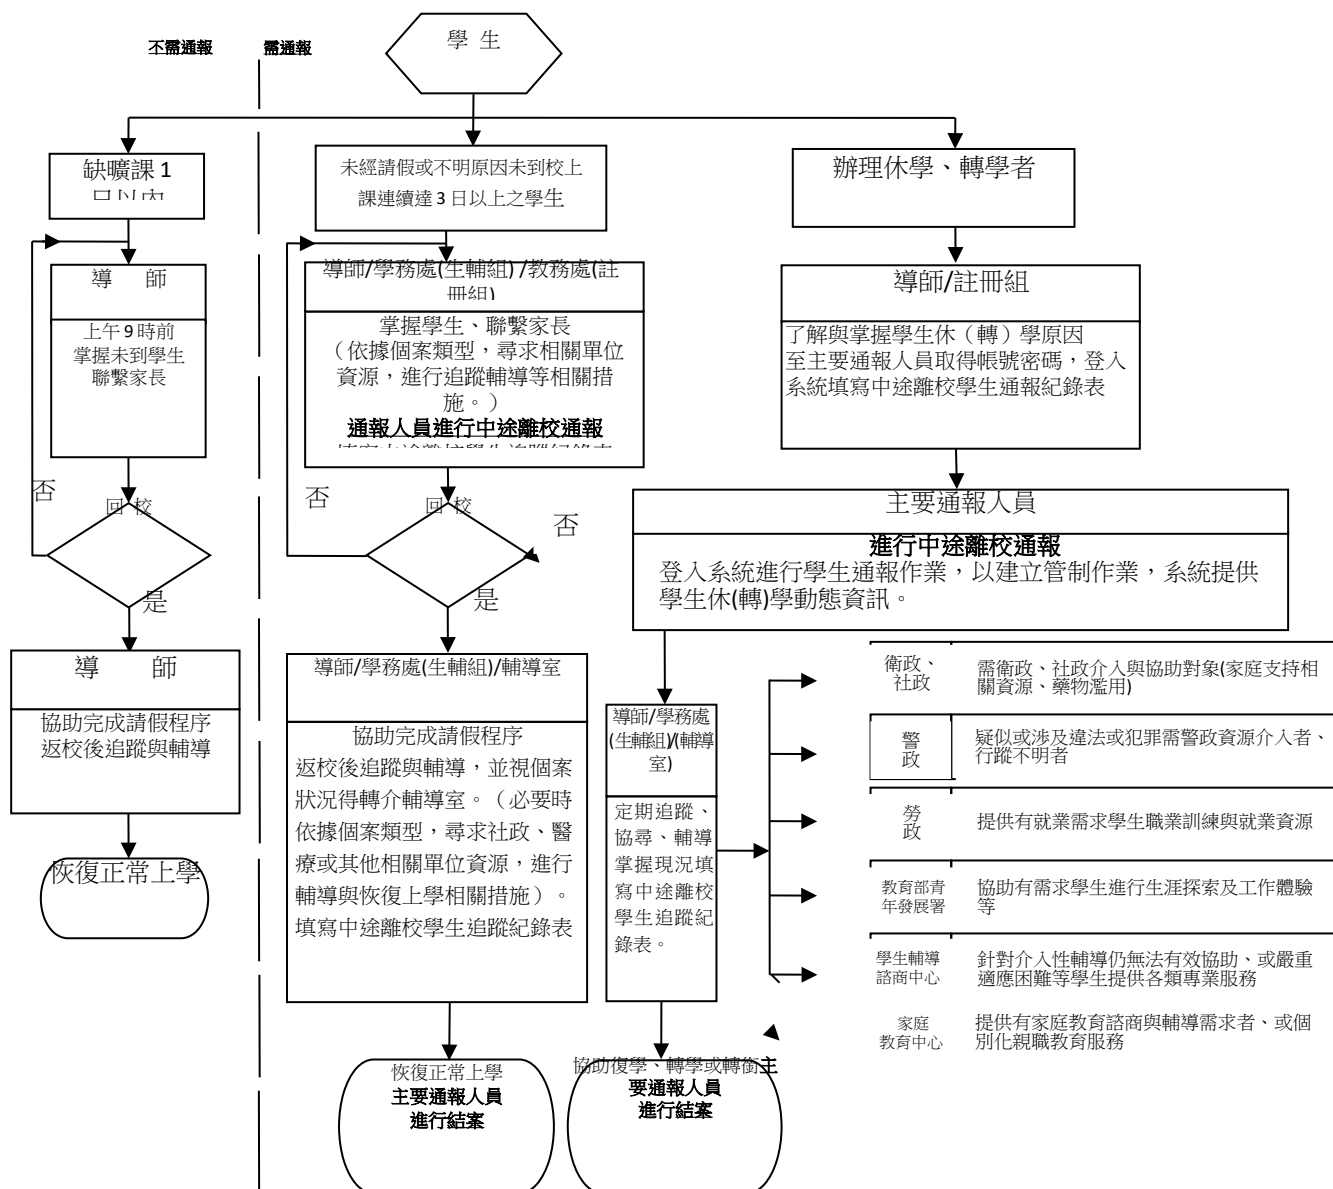 不需通報
需通報
學 生
缺曠課 1
日以內
未經請假或不明原因未到校上
課連續達 3 日以上之學生
辦理休學、轉學者
導 師
上午 9 時前
掌握未到學生
聯繫家長
導師/學務處(生輔組) /教務處(註
冊組)
掌握學生、聯繫家長
（依據個案類型，尋求相關單位
資源，進行追蹤輔導等相關措
施。）
通報人員進行中途離校通報
填寫中途離校學生追蹤紀錄表
導師/註冊組
了解與掌握學生休（轉）學原因
至主要通報人員取得帳號密碼，登入
系統填寫中途離校學生通報紀錄表
否
回 校
是
否
回 校
否
是
主要通報人員
進行中途離校通報
登入系統進行學生通報作業，以建立管制作業，系統提供
學生休(轉)學動態資訊。
導 師
協助完成請假程序
返校後追蹤與輔導
恢復正常上學
導師/學務處(生輔組)/輔導室
協助完成請假程序
返校後追蹤與輔導，並視個案
狀況得轉介輔導室。（必要時
依據個案類型，尋求社政、醫
療或其他相關單位資源，進行
輔導與恢復上學相關措施）。
填寫中途離校學生追蹤紀錄表
恢復正常上學
主要通報人員
進行結案
導師/學務處
(生輔組)/(輔導
室)
定期追蹤、
協尋、輔導
掌握現況填
寫中途離校
學生追蹤紀
錄表。
協助復學、轉學或轉銜主
要通報人員
進行結案
衛政、
社政
需衛政、社政介入與協助對象(家庭支持相
關資源、藥物濫用)
警
政
疑似或涉及違法或犯罪需警政資源介入者、
行蹤不明者
勞
政
提供有就業需求學生職業訓練與就業資源
教育部青
年發展署
協助有需求學生進行生涯探索及工作體驗
等
學生輔導
諮商中心
針對介入性輔導仍無法有效協助、或嚴重
適應困難等學生提供各類專業服務
家庭
教育中心
提供有家庭教育諮商與輔導需求者、或個
別化親職教育服務